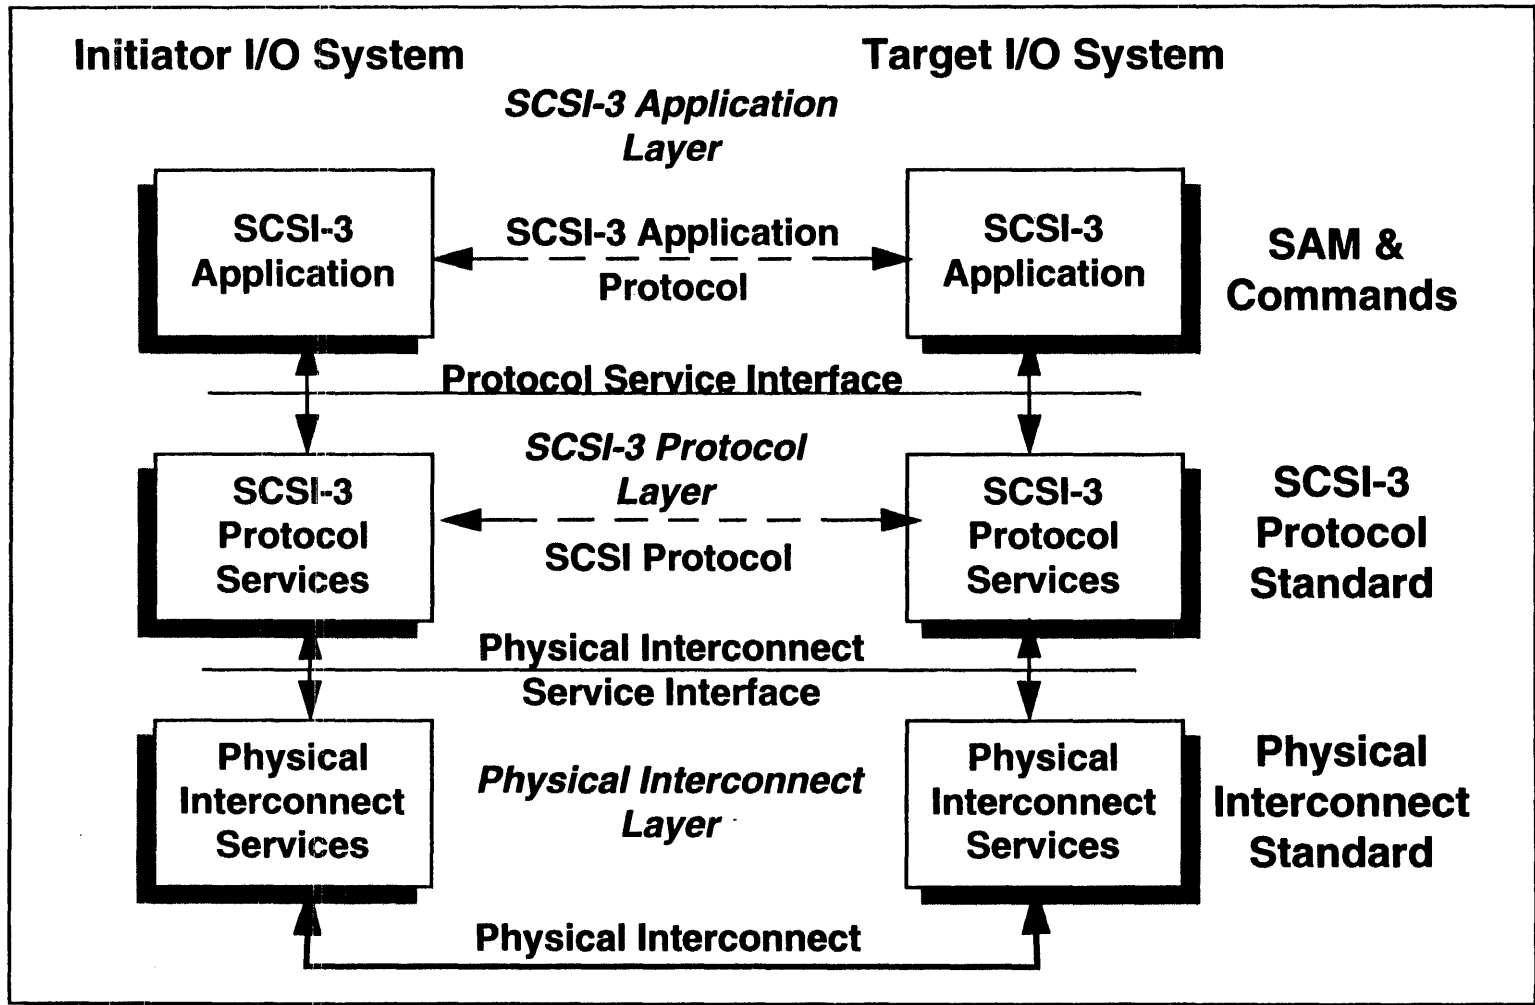 Initiator I/O System
Target I/O System
SCSI-3 Application
Layer
SCSI-3
Application
SCSI-3 Application
Protocol
SCSI-3
Application
SAM &
Commands
Protocol Service Interface
SCSI-3 Protocol
Layer
SCSI-3
Protocol
Services
SCSI Protocol
SCSI-3
Protocol
Services
SCSI-3
Protocol
Standard
Physical Interconnect
Service Interface
Physical
Interconnect
Services
Physical Interconnect
Layer
Physical
Interconnect
Services
Physical
Interconnect
Standard
Physical Interconnect